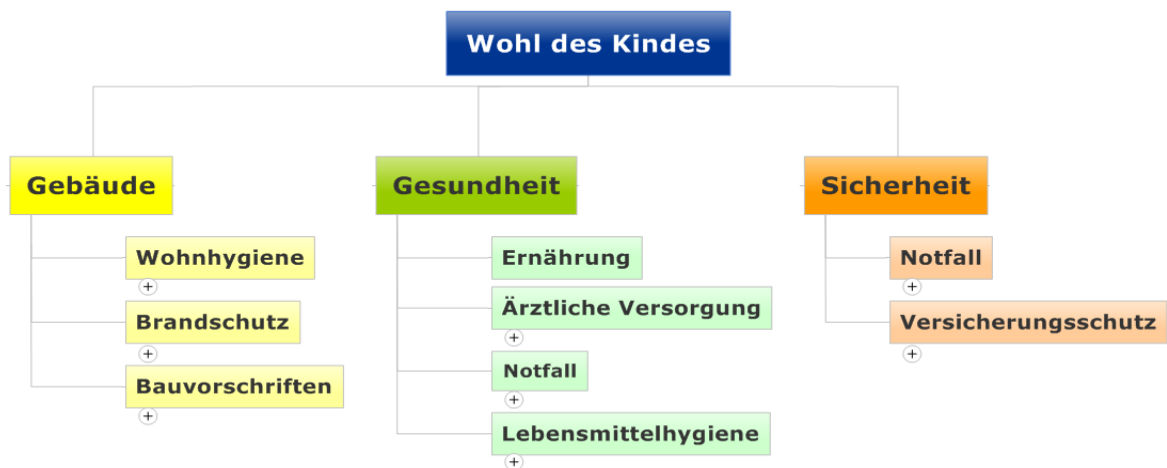 Wohl des Kindes
Gebäude
Wohnhygiene
Brandschutz
Bauvorschriften
Gesundheit
Ernährung
Ärztliche Versorgung
Notfall
Lebensmittelhygiene
Sicherheit
Notfall
Versicherungsschutz